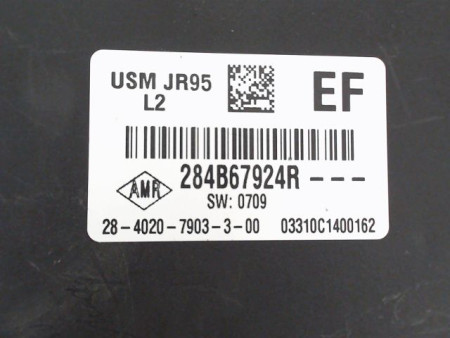 USM JR95 EF
L2
AMR 284B67924R---
SW: 0709
28-4020-7903-3-00 03310C1400162